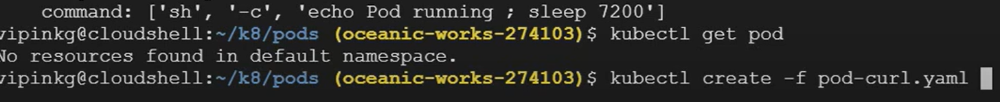 command: ['sh', '-c', 'echo Pod running ; sleep 7200']
vipinkg@cloudshell:~/k8/pods (oceanic-works-274103)$ kubectl get pod
No resources found in default namespace.
vipinkg@cloudshell:~/k8/pods (oceanic-works-274103)$ kubectl create -f pod-curl.yaml